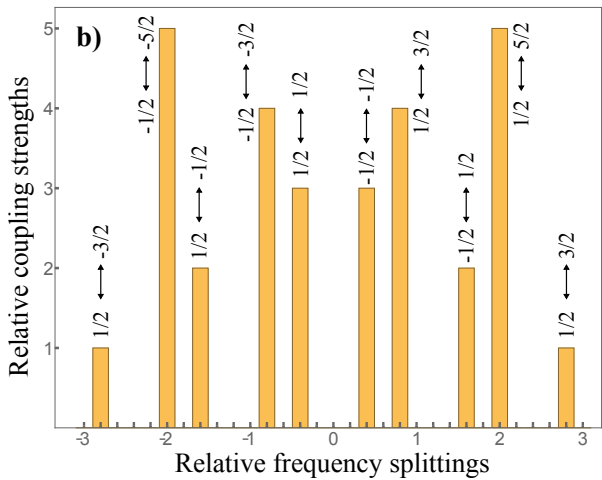 b)
Relative coupling strengths
5
4
3
2
1
1/2 ↔ -3/2
-1/2 ↔ -5/2
1/2 ↔ -1/2
-1/2 ↔ -3/2
1/2 ↔ 1/2
-1/2 ↔ -1/2
1/2 ↔ 3/2
-1/2 ↔ 1/2
1/2 ↔ 5/2
1/2 ↔ 3/2
-3 -2 -1 0 1 2 3
Relative frequency splittings